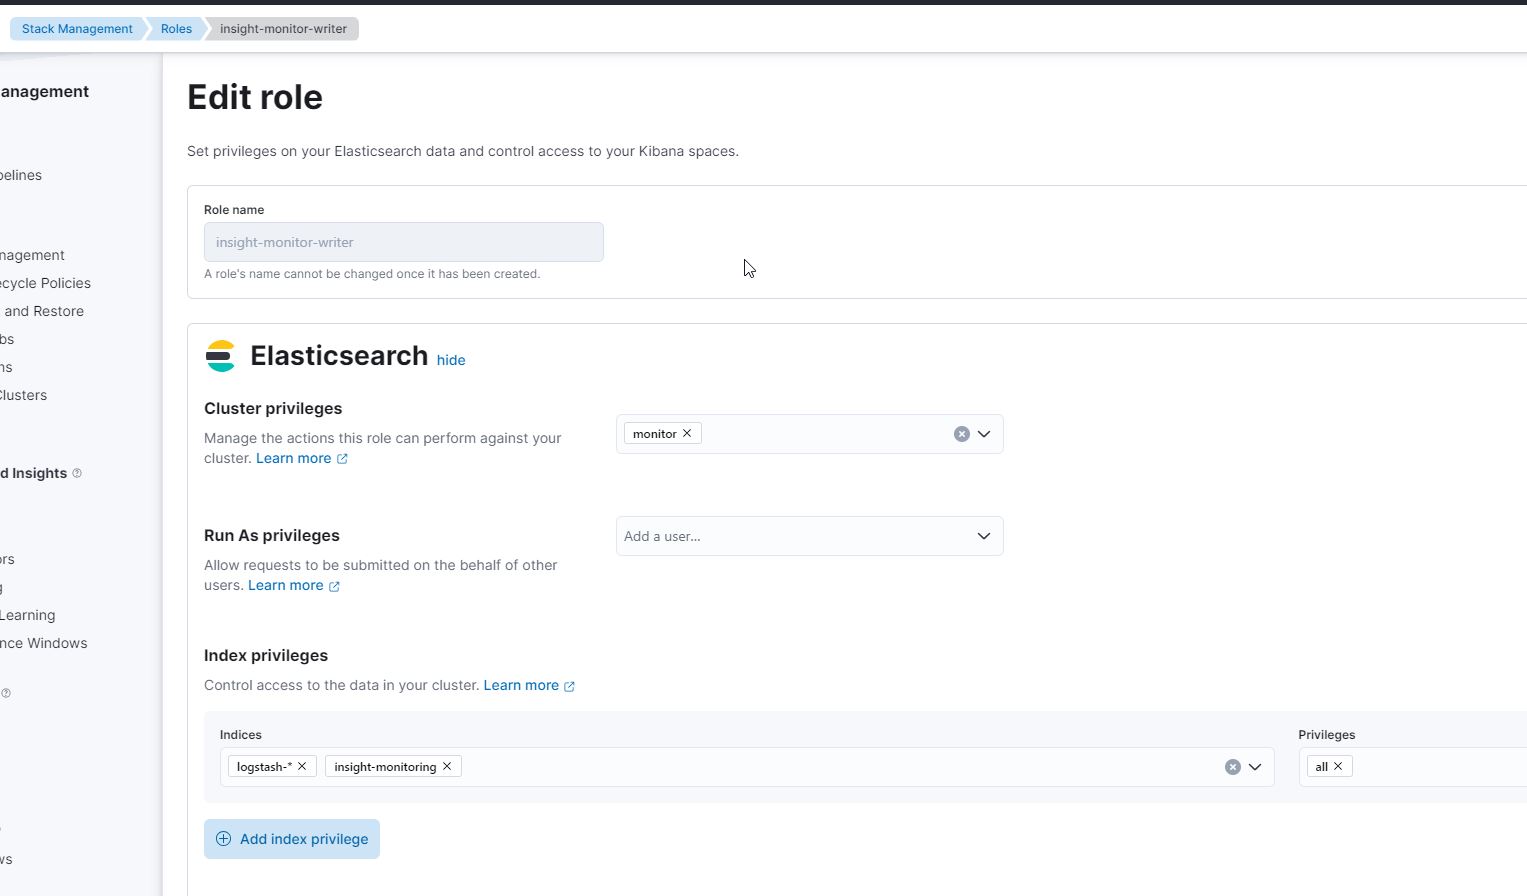 Stack Management
Roles
insight-monitor-writer
anagement
pelines
nagement
ecycle Policies
and Restore
bs
ns
Clusters
d Insights
ors
g
Learning
nce Windows
ws
Edit role
Set privileges on your Elasticsearch data and control access to your Kibana spaces.
Role name
insight-monitor-writer
A role's name cannot be changed once it has been created.
Elasticsearch hide
Cluster privileges
Manage the actions this role can perform against your
cluster. Learn more
monitor
Run As privileges
Allow requests to be submitted on the behalf of other
users. Learn more
Add a user...
Index privileges
Control access to the data in your cluster. Learn more
Indices
logstash-* insight-monitoring
Privileges
all
Add index privilege